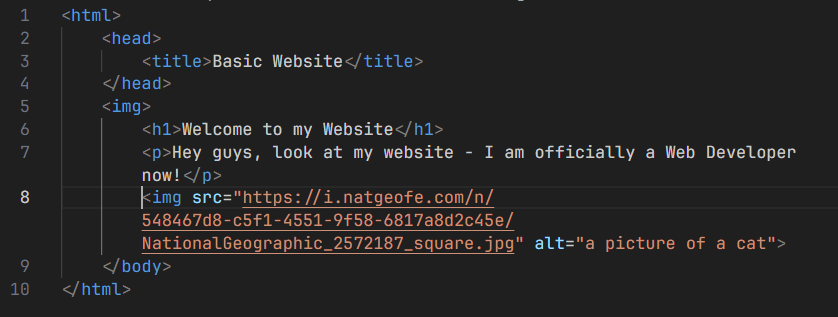 1 <html>
2 <head>
3 <title>Basic Website</title>
4 </head>
5 <img>
6 <h1>Welcome to my Website</h1>
7 <p>Hey guys, look at my website - I am officially a Web Developer
now!</p>
8 <img src="https://i.natgeofe.com/n/
548467d8-c5f1-4551-9f58-6817a8d2c45e/
NationalGeographic_2572187_square.jpg" alt="a picture of a cat">
9 </body>
10 </html>